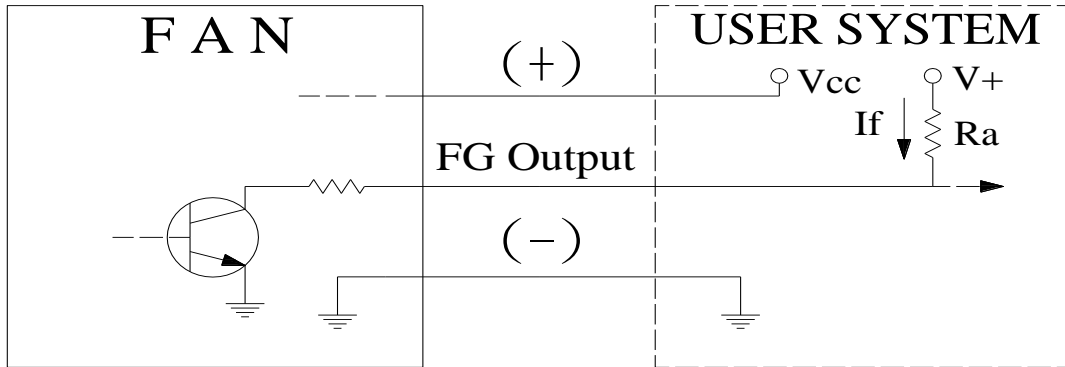 F A N
USER SYSTEM
(+)
Vcc
V+
If
Ra
FG Output
(-)